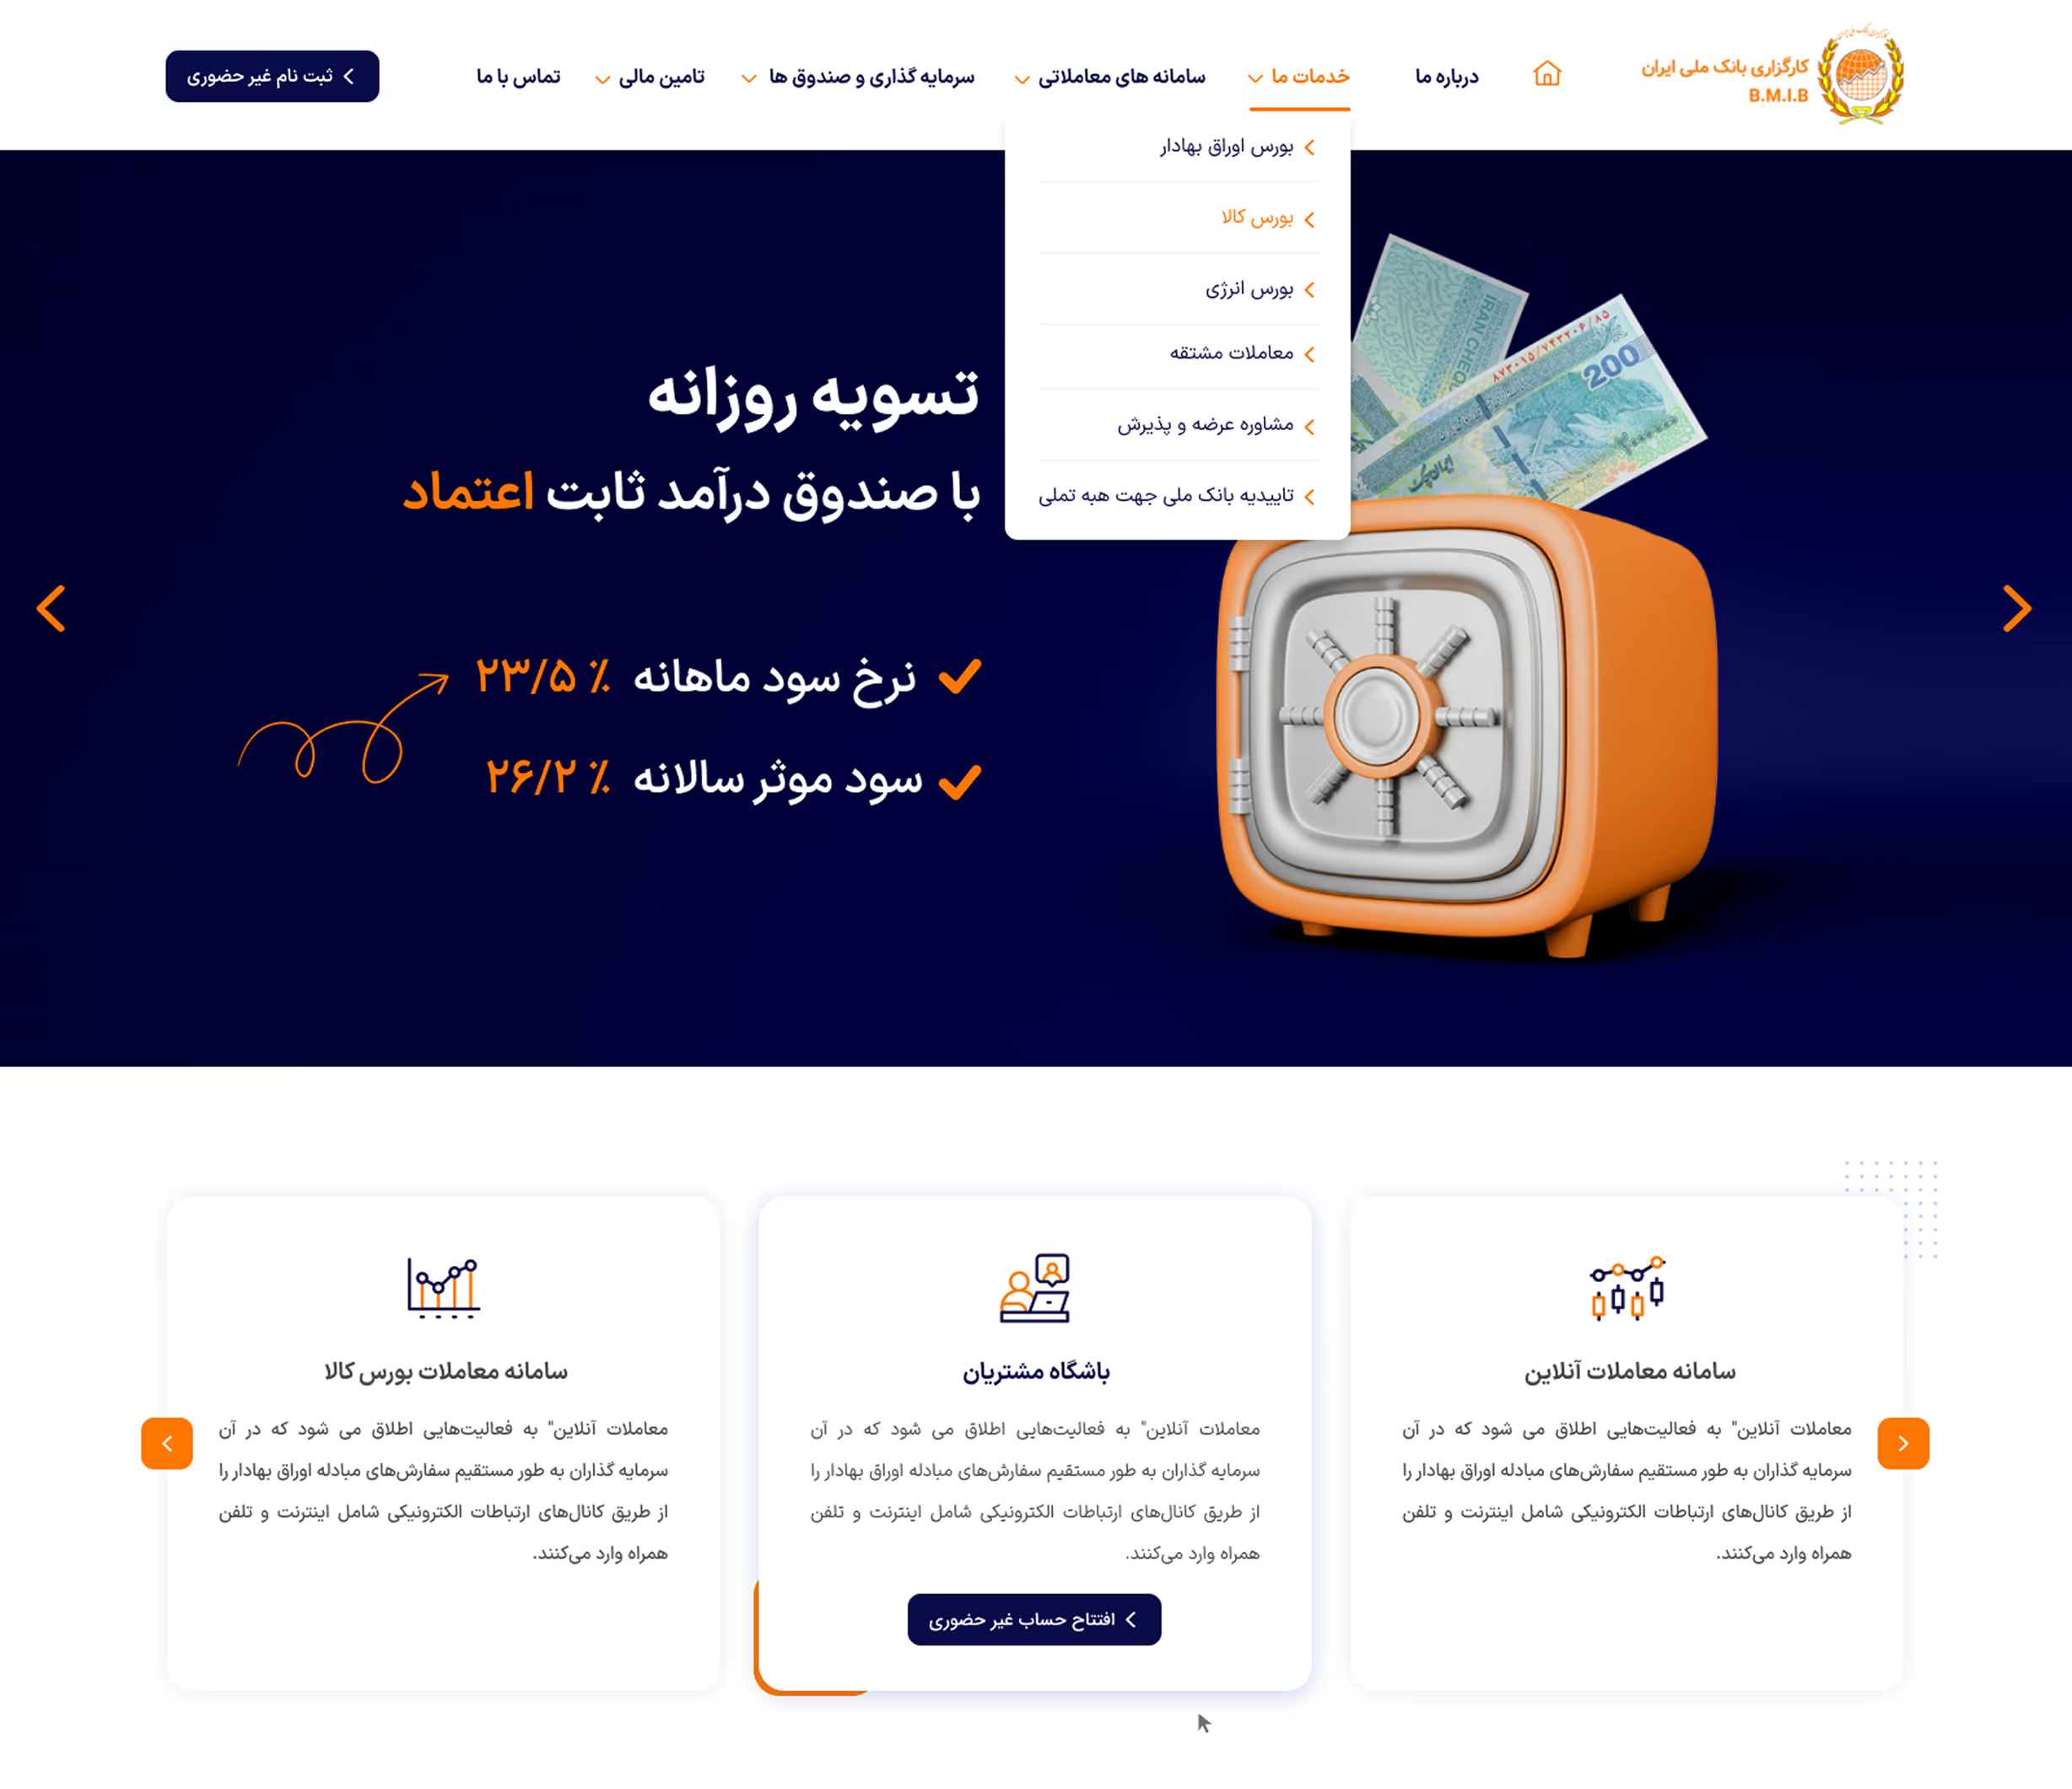 کارگزاری بانک ملی ایران
B.M.I.B
درباره ما
خدمات ما
سامانه های معاملاتی
سرمایه گذاری و صندوق ها
تامین مالی
تماس با ما
ثبت نام غیر حضوری
بورس اوراق بهادار
بورس کالا
بورس انرژی
معاملات مشتقه
مشاوره عرضه و پذیرش
تاییدیه بانک ملی جهت هبه تملی
تسویه روزانه
با صندوق درآمد ثابت اعتماد
نرخ سود ماهانه ٪ ۲۳/۵
سود موثر سالانه ٪ ۲۶/۲
IRAN CHEQU
۸۷۳۰۱۵/۷۴۳۲۰۶/۸۵
200
ایران‌چک
سامانه معاملات آنلاین
معاملات آنلاین" به فعالیت‌هایی اطلاق می شود که در آن
سرمایه گذاران به طور مستقیم سفارش‌های مبادله اوراق بهادار را
از طریق کانال‌های ارتباطات الکترونیکی شامل اینترنت و تلفن
همراه وارد می‌کنند.
باشگاه مشتریان
معاملات آنلاین" به فعالیت‌هایی اطلاق می شود که در آن
سرمایه گذاران به طور مستقیم سفارش‌های مبادله اوراق بهادار را
از طریق کانال‌های ارتباطات الکترونیکی شامل اینترنت و تلفن
همراه وارد می‌کنند.
افتتاح حساب غیر حضوری
سامانه معاملات بورس کالا
معاملات آنلاین" به فعالیت‌هایی اطلاق می شود که در آن
سرمایه گذاران به طور مستقیم سفارش‌های مبادله اوراق بهادار را
از طریق کانال‌های ارتباطات الکترونیکی شامل اینترنت و تلفن
همراه وارد می‌کنند.